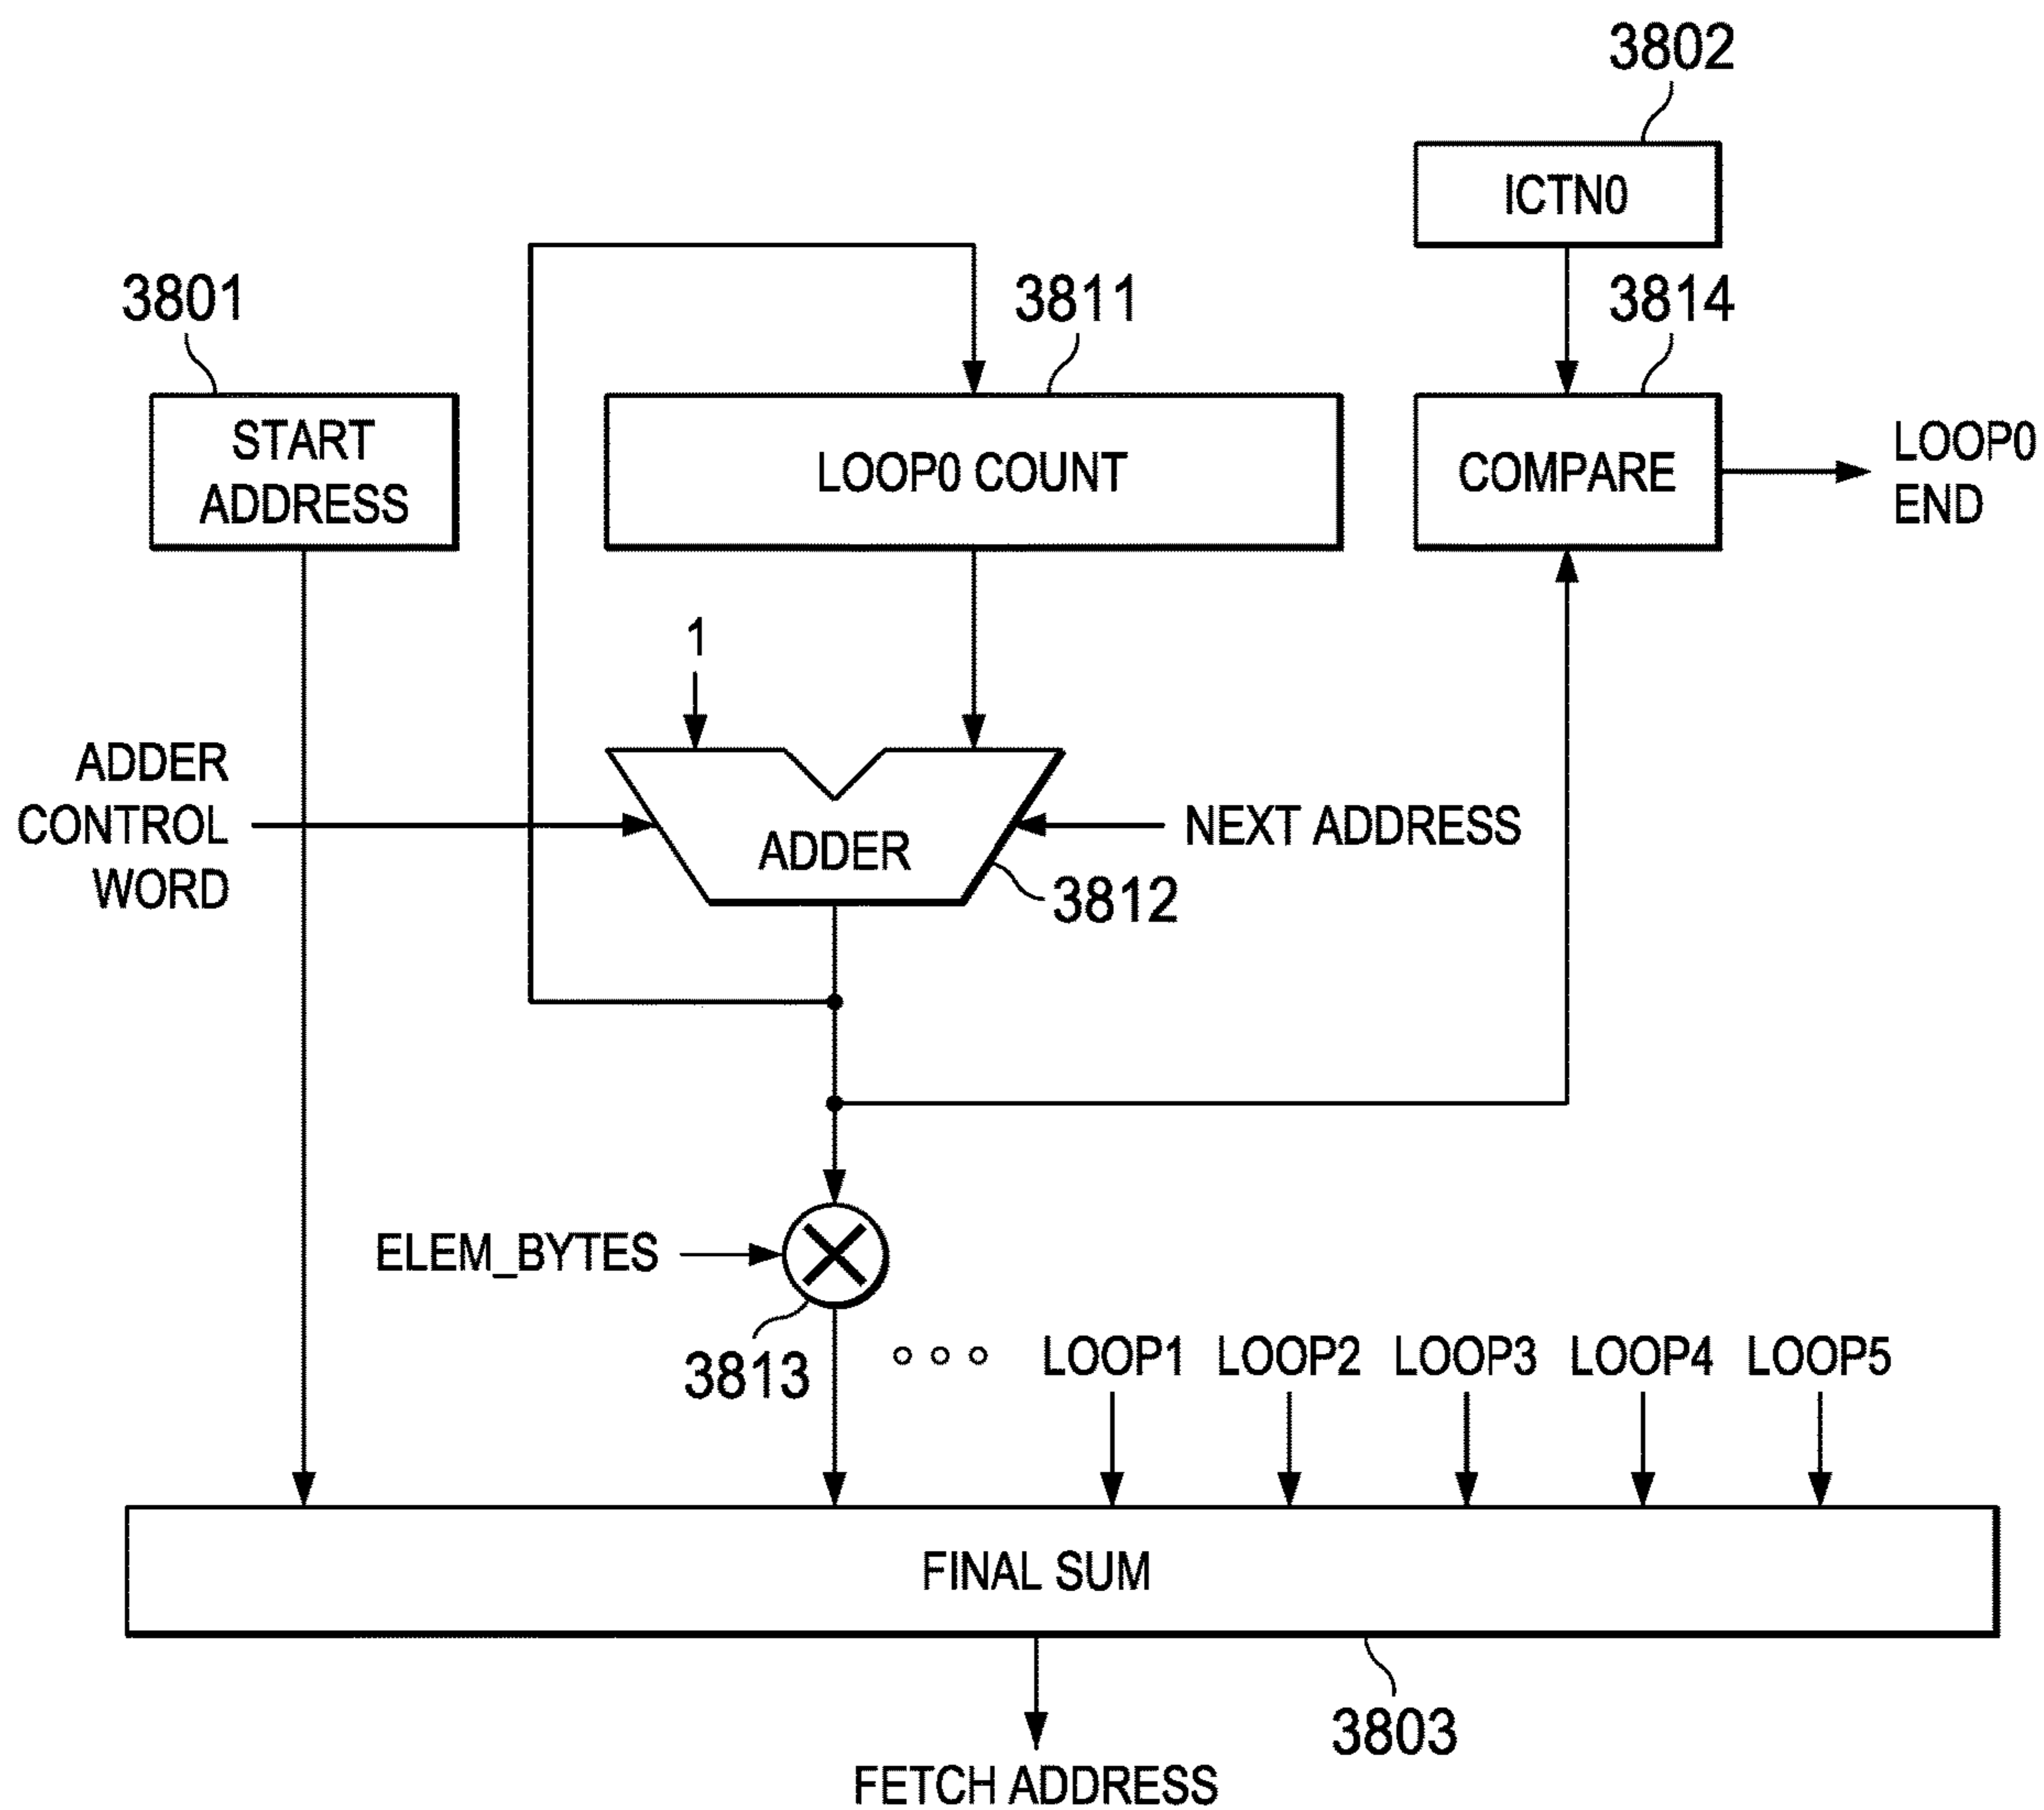 3802
ICTN0
3801
3811
3814
START
ADDRESS
LOOP0 COUNT
COMPARE
LOOP0
END
1
ADDER
CONTROL
WORD
ADDER
NEXT ADDRESS
3812
ELEM_BYTES
3813
LOOP1 LOOP2 LOOP3 LOOP4 LOOP5
FINAL SUM
3803
FETCH ADDRESS